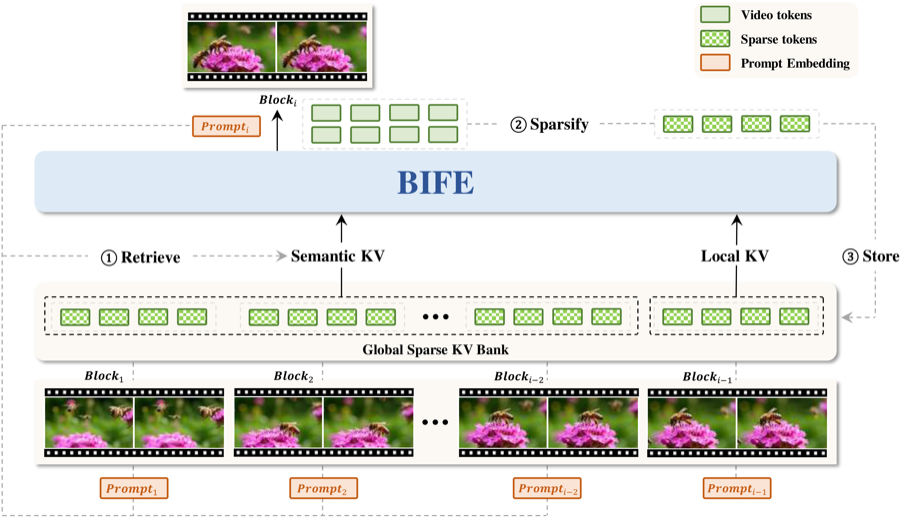 Video tokens
Sparse tokens
Prompt Embedding
Block_i
Prompt_i
② Sparsify
BIFE
① Retrieve
Semantic KV
Local KV
③ Store
•••
Global Sparse KV Bank
Block_1
Block_2
Block_{i-2}
Block_{i-1}
•••
Prompt_1
Prompt_2
Prompt_{i-2}
Prompt_{i-1}